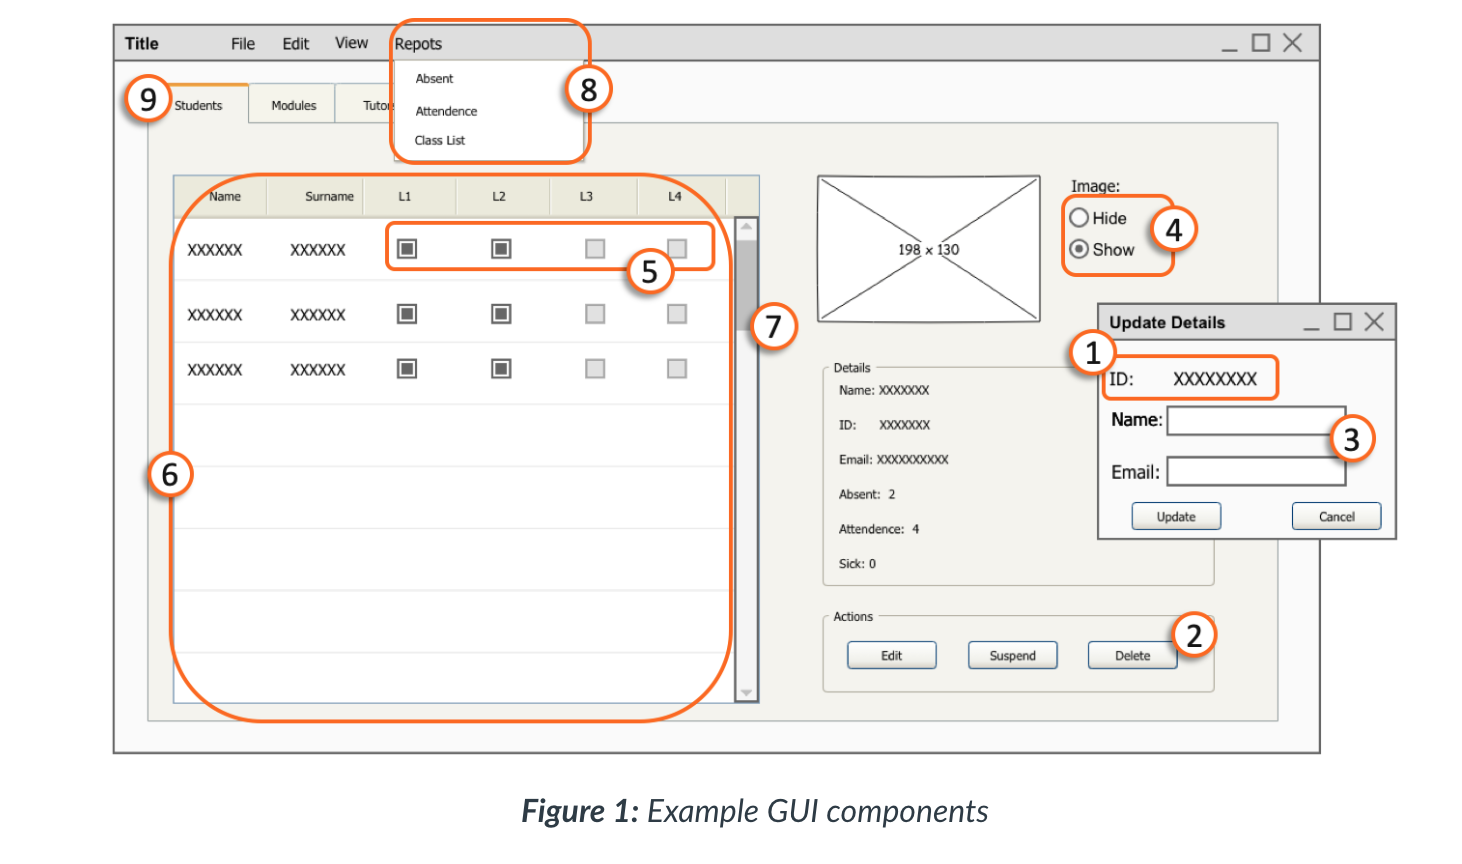 Title File Edit View Repots
Absent
Attendence
Class List
8
9
Students Modules Tutors
Name Surname L1 L2 L3 L4
XXXXXX XXXXXX
5
XXXXXX XXXXXX
XXXXXX XXXXXX
6
7
198 x 130
Image:
Hide
Show
4
Details
Name: XXXXXXX
ID: XXXXXXX
Email: XXXXXXXXXX
Absent: 2
Attendence: 4
Sick: 0
Update Details
1
ID: XXXXXXXX
Name:
3
Email:
Update Cancel
Actions
2
Edit Suspend Delete
Figure 1: Example GUI components